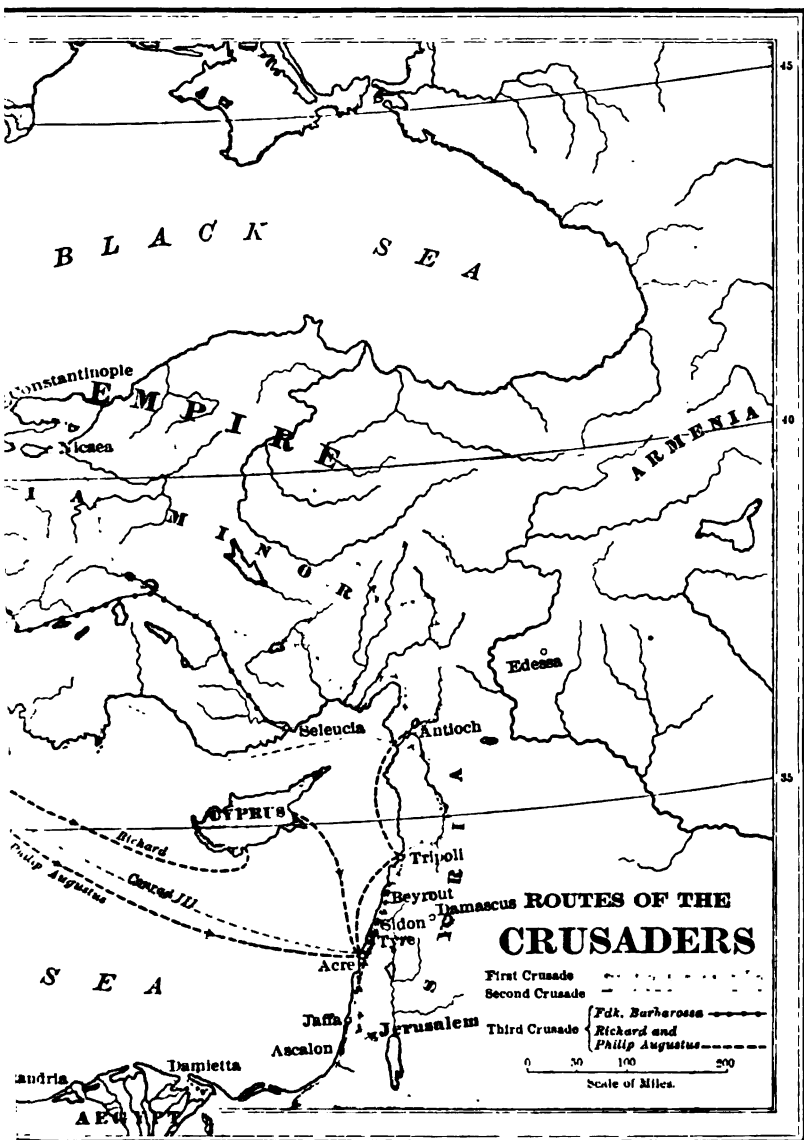 45
BLACK SEA
Constantinople
EMPIRE
Nicaea
ARMENIA
40
IA MINOR
Edessa
Seleucia
Antioch
35
CYPRUS
Richard
Philip Augustus
Conrad III
Tripoli
Beyrout
Damascus
Sidon
Tyre
Acre
SEA
Jaffa
Jerusalem
Ascalon
Damietta
andria
ROUTES OF THE
CRUSADERS
First Crusade
Second Crusade
Third Crusade
Fdk. Barbarossa
Richard and
Philip Augustus
0 50 100 200
Scale of Miles.